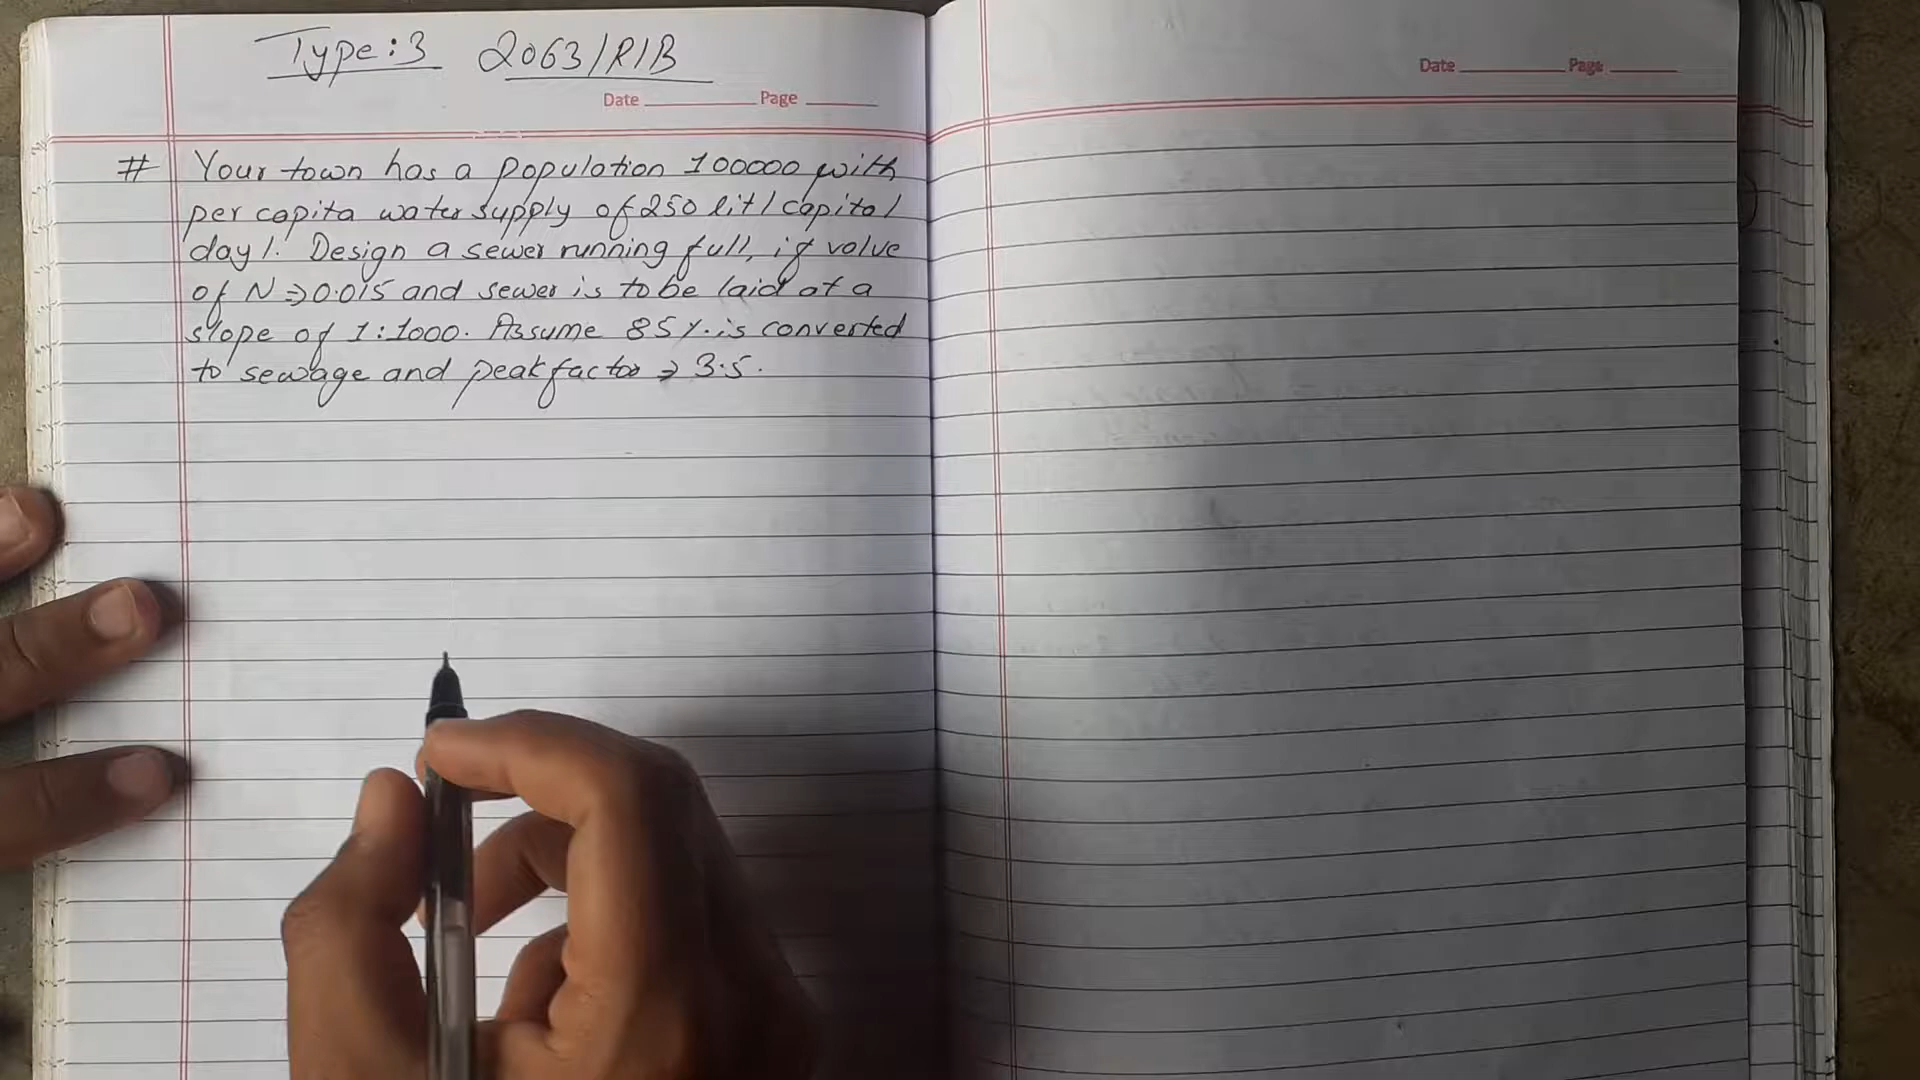 Type:3 2063/R/B
Date Page
# Your town has a population 100000 with
per capita water supply of 250 lit/capita/
day/. Design a sewer running full, if value
of N ⇒ 0.015 and sewer is to be laid at a
slope of 1:1000. Assume 85%. is converted
to sewage and peak factor ⇒ 3.5.
Date Page